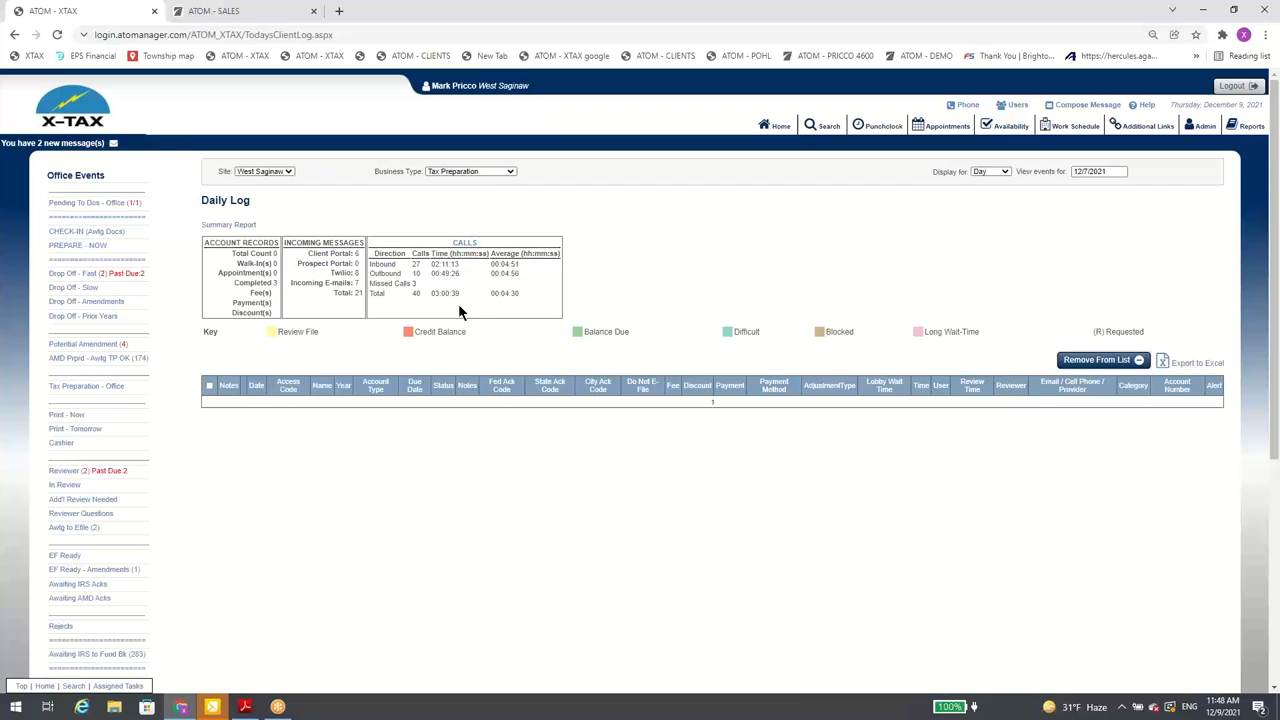 ATOM - XTAX
ATOM - SALES
login.atomanager.com/ATOM_XTAX/TodaysClientLog.aspx
XTAX
EPS Financial
Township map
ATOM - XTAX
ATOM - XTAX
ATOM - CLIENTS
New Tab
ATOM - XTAX google
ATOM - CLIENTS
ATOM - POHL
ATOM - PRICCO 4600
ATOM - DEMO
Thank You | Brighto...
https://hercules.ag...
Reading list
Mark Pricco West Saginaw
Logout
X-TAX
Phone Users Compose Message Help Thursday, December 9, 2021
Home Search Punchclock Appointments Availability Work Schedule Additional Links Admin Reports
You have 2 new message(s)
Office Events
Pending To Dos - Office (1/1)
CHECK-IN (Awtg Docs)
PREPARE - NOW
Drop Off - Fast (2) Past Due:2
Drop Off - Slow
Drop Off - Amendments
Drop Off - Prior Years
Potential Amendment (4)
AMD Prprd - Awtg TP OK (174)
Tax Preparation - Office
Print - Now
Print - Tomorrow
Cashier
Reviewer (2) Past Due:2
In Review
Add'l Review Needed
Reviewer Questions
Awtg to Efile (2)
EF Ready
EF Ready - Amendments (1)
Awaiting IRS Acks
Awaiting AMD Acks
Rejects
Awaiting IRS to Fund Bk (283)
Top | Home | Search | Assigned Tasks
Site: West Saginaw Business Type: Tax Preparation Display for: Day View events for: 12/7/2021
Daily Log
Summary Report
ACCOUNT RECORDS
Total Count 0
Walk-In(s) 0
Appointment(s) 0
Completed 3
Fee(s)
Payment(s)
Discount(s)
INCOMING MESSAGES
Client Portal: 6
Prospect Portal: 0
Twilio: 8
Incoming E-mails: 7
Total: 21
CALLS
Direction Calls Time (hh:mm:ss) Average (hh:mm:ss)
Inbound 27 02:11:13 00:04:51
Outbound 10 00:49:26 00:04:56
Missed Calls 3
Total 40 03:00:39 00:04:30
Key Review File Credit Balance Balance Due Difficult Blocked Long Wait-Time (R) Requested
Remove From List
Export to Excel
Notes Date Access Code Name Year Account Type Due Date Status Notes Fed Ack Code State Ack Code City Ack Code Do Not E-File Fee Discount Payment Payment Method AdjustmentType Lobby Wait Time Time User Review Time Reviewer Email / Cell Phone / Provider Category Account Number Alert
1
100%
31°F Haze
ENG
11:48 AM
12/9/2021
2